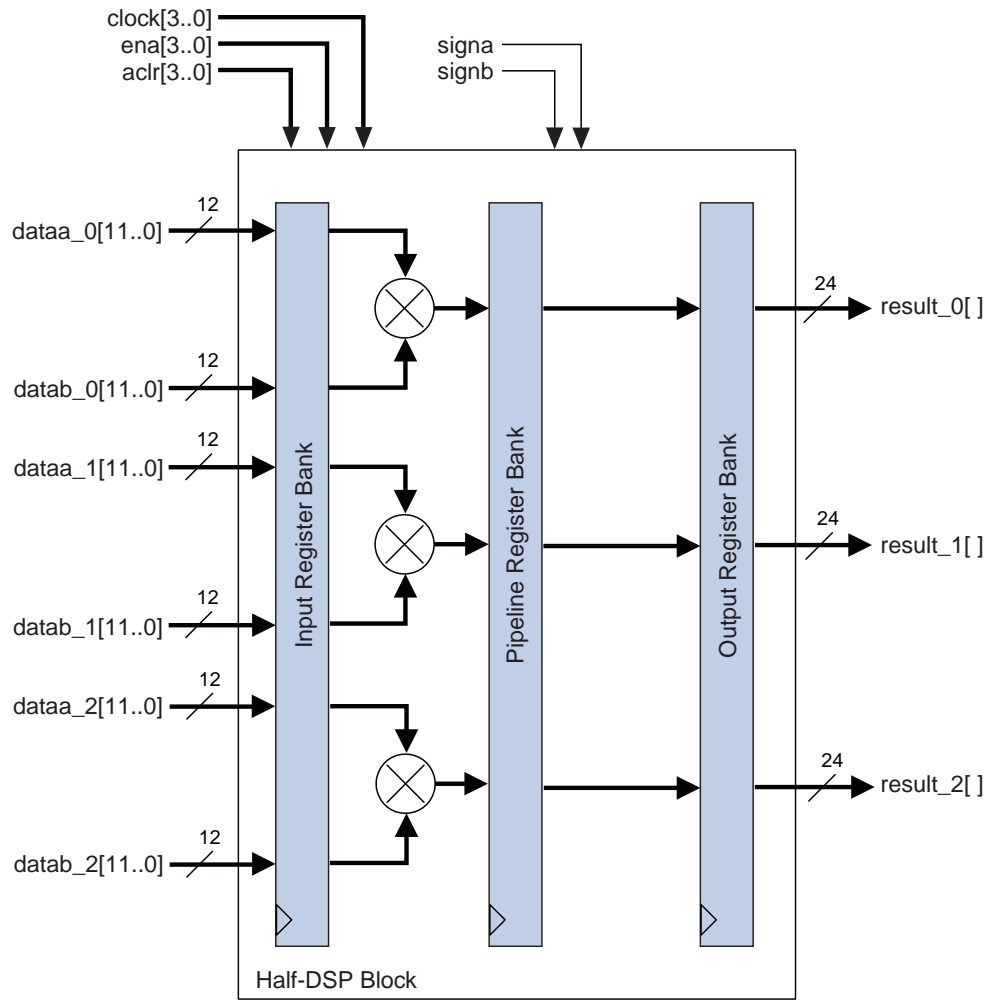 clock[3..0]
ena[3..0]
aclr[3..0]
signa
signb
12
dataa_0[11..0]
24
result_0[ ]
12
datab_0[11..0]
12
dataa_1[11..0]
Input Register Bank
Pipeline Register Bank
Output Register Bank
24
result_1[ ]
12
datab_1[11..0]
12
dataa_2[11..0]
24
result_2[ ]
12
datab_2[11..0]
Half-DSP Block